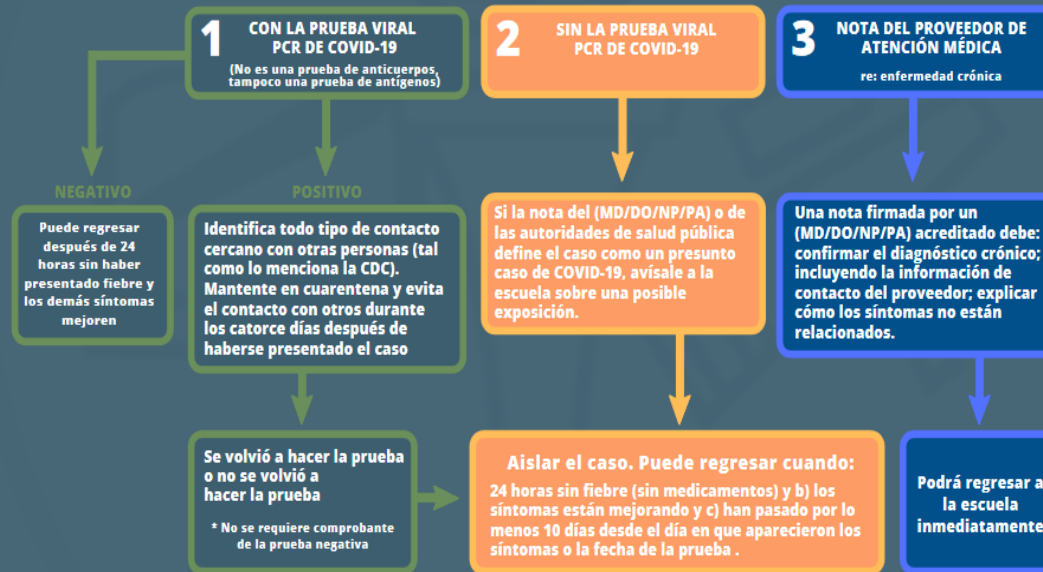 1
CON LA PRUEBA VIRAL
PCR DE COVID-19
(No es una prueba de anticuerpos,
tampoco una prueba de antígenos)
2
SIN LA PRUEBA VIRAL
PCR DE COVID-19
3
NOTA DEL PROVEEDOR DE
ATENCIÓN MÉDICA
re: enfermedad crónica
NEGATIVO
POSITIVO
Puede regresar
después de 24
horas sin haber
presentado fiebre y
los demás síntomas
mejoren
Identifica todo tipo de contacto
cercano con otras personas (tal
como lo menciona la CDC).
Mantente en cuarentena y evita
el contacto con otros durante
los catorce días después de
haberse presentado el caso
Si la nota del (MD/DO/NP/PA) o de
las autoridades de salud pública
define el caso como un presunto
caso de COVID-19, avísale a la
escuela sobre una posible
exposición.
Una nota firmada por un
(MD/DO/NP/PA) acreditado debe:
confirmar el diagnóstico crónico;
incluyendo la información de
contacto del proveedor; explicar
cómo los síntomas no están
relacionados.
Se volvió a hacer la prueba
o no se volvió a
hacer la prueba
* No se requiere comprobante
de la prueba negativa
Aislar el caso. Puede regresar cuando:
24 horas sin fiebre (sin medicamentos) y b) los
síntomas están mejorando y c) han pasado por lo
menos 10 días desde el día en que aparecieron los
síntomas o la fecha de la prueba .
Podrá regresar a
la escuela
inmediatamente